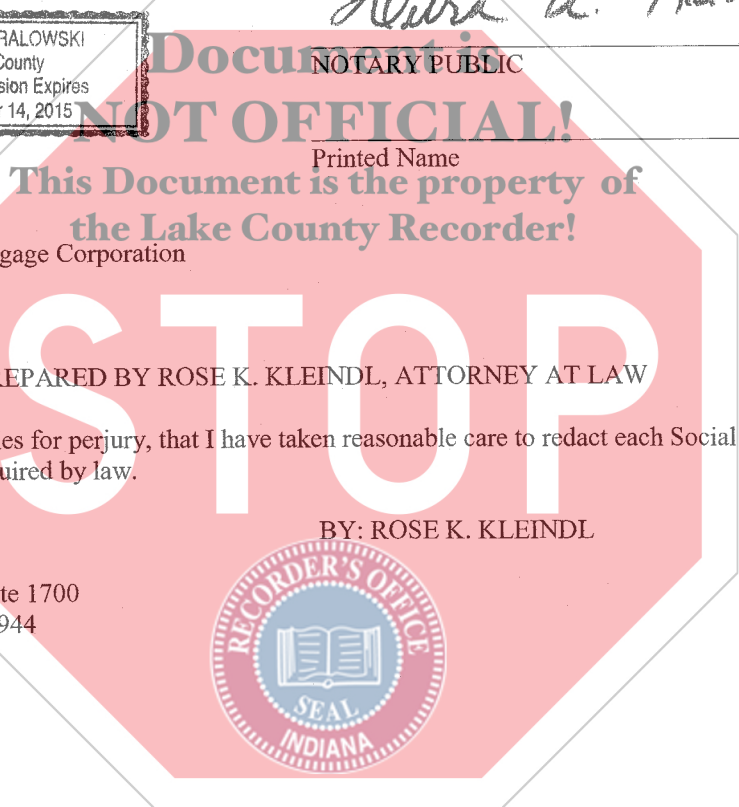 RALOWSKI
County
sion Expires
r 14, 2015
Document is
NOTARY PUBLIC
NOT OFFICIAL!
Printed Name
This Document is the property of
the Lake County Recorder!
gage Corporation
STOP
REPARED BY ROSE K. KLEINDL, ATTORNEY AT LAW
ies for perjury, that I have taken reasonable care to redact each Social
uired by law.
BY: ROSE K. KLEINDL
te 1700
944
RECORDER'S OFFICE
SEAL
INDIANA